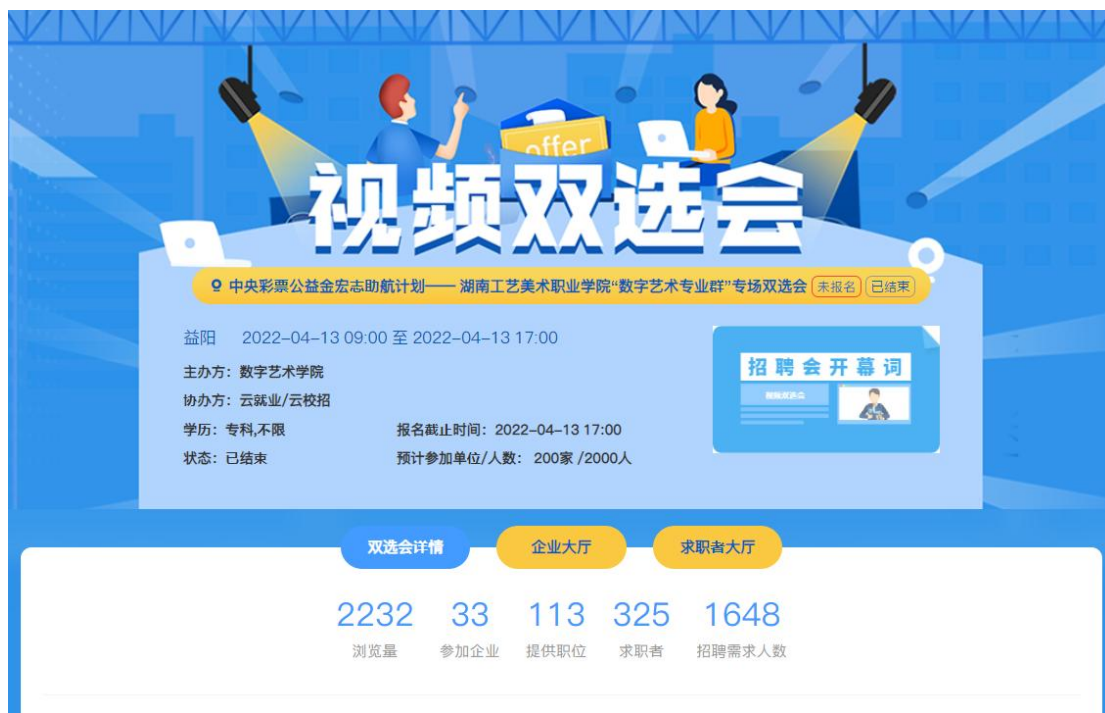 offer
视频双选会
中央彩票公益金宏志助航计划—— 湖南工艺美术职业学院“数字艺术专业群”专场双选会 未报名 已结束
益阳 2022-04-13 09:00 至 2022-04-13 17:00
主办方：数字艺术学院
协办方：云就业/云校招
学历：专科,不限 报名截止时间：2022-04-13 17:00
状态：已结束 预计参加单位/人数： 200家 /2000人
招聘会开幕词
视频双选会
双选会详情 企业大厅 求职者大厅
2232 33 113 325 1648
浏览量 参加企业 提供职位 求职者 招聘需求人数